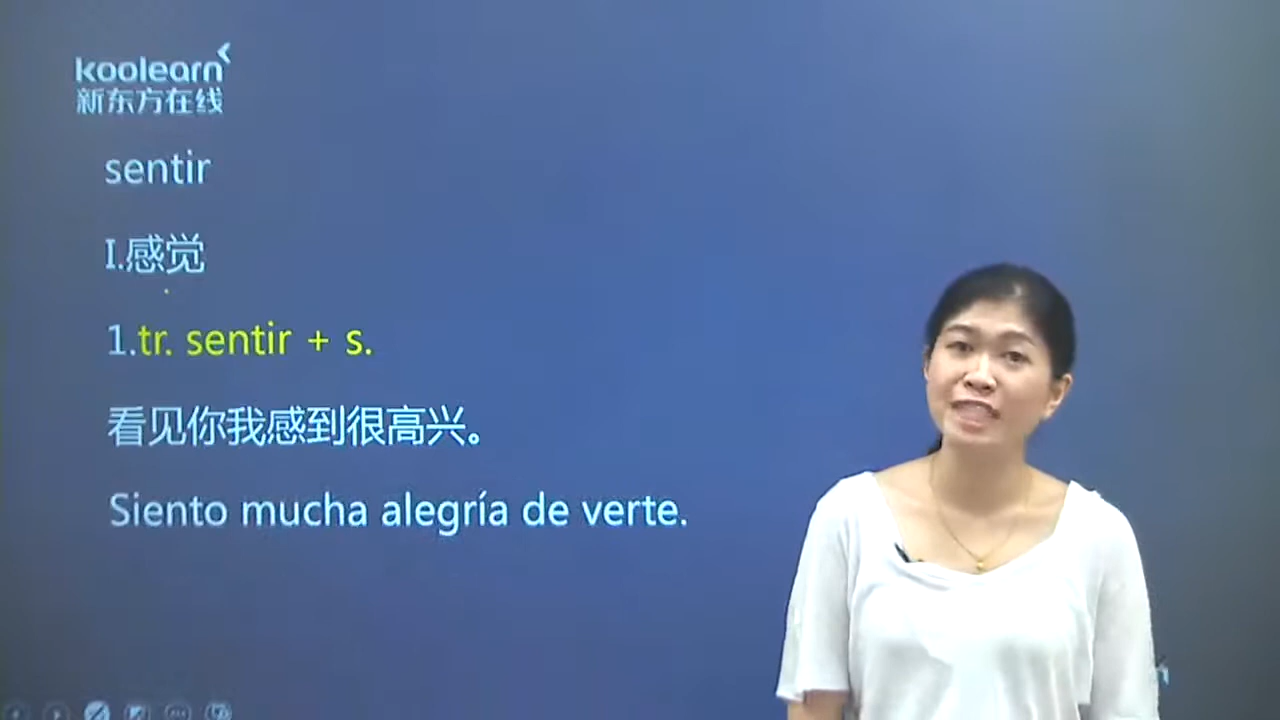 koolearn
新东方在线
sentir
I.感觉
1.tr. sentir + s.
看见你我感到很高兴。
Siento mucha alegría de verte.